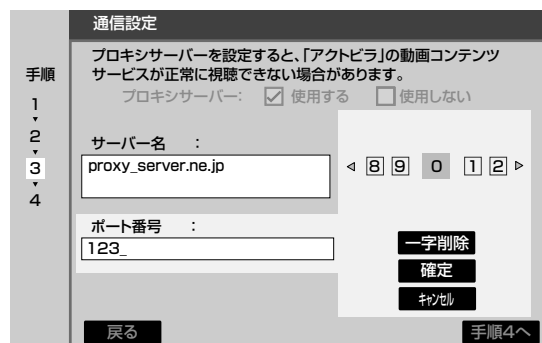 通信設定
プロキシサーバーを設定すると、「アクトビラ」の動画コンテンツ
サービスが正常に視聴できない場合があります。
プロキシサーバー: 使用する 使用しない
手順
1
2
3
4
サーバー名 :
proxy_server.ne.jp
8 9 0 1 2
ポート番号 :
123_
一字削除
確定
キャンセル
戻る
手順4へ